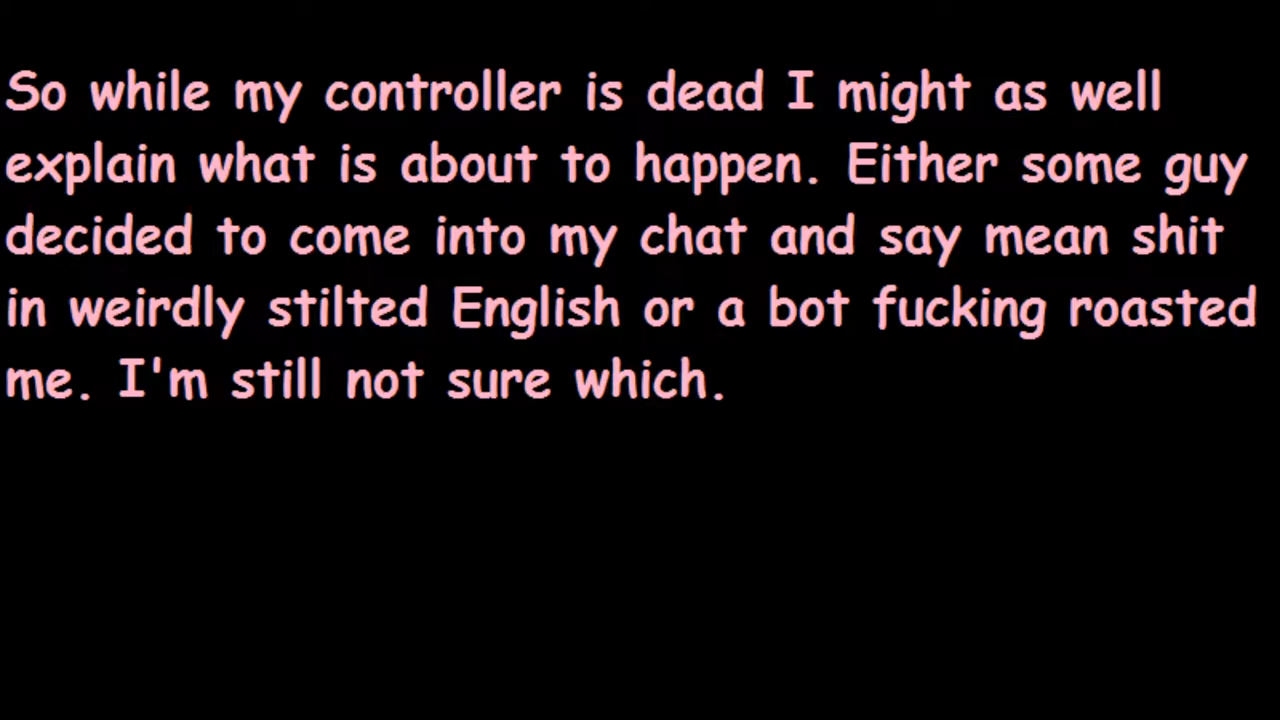 So while my controller is dead I might as well
explain what is about to happen. Either some guy
decided to come into my chat and say mean shit
in weirdly stilted English or a bot fucking roasted
me. I'm still not sure which.